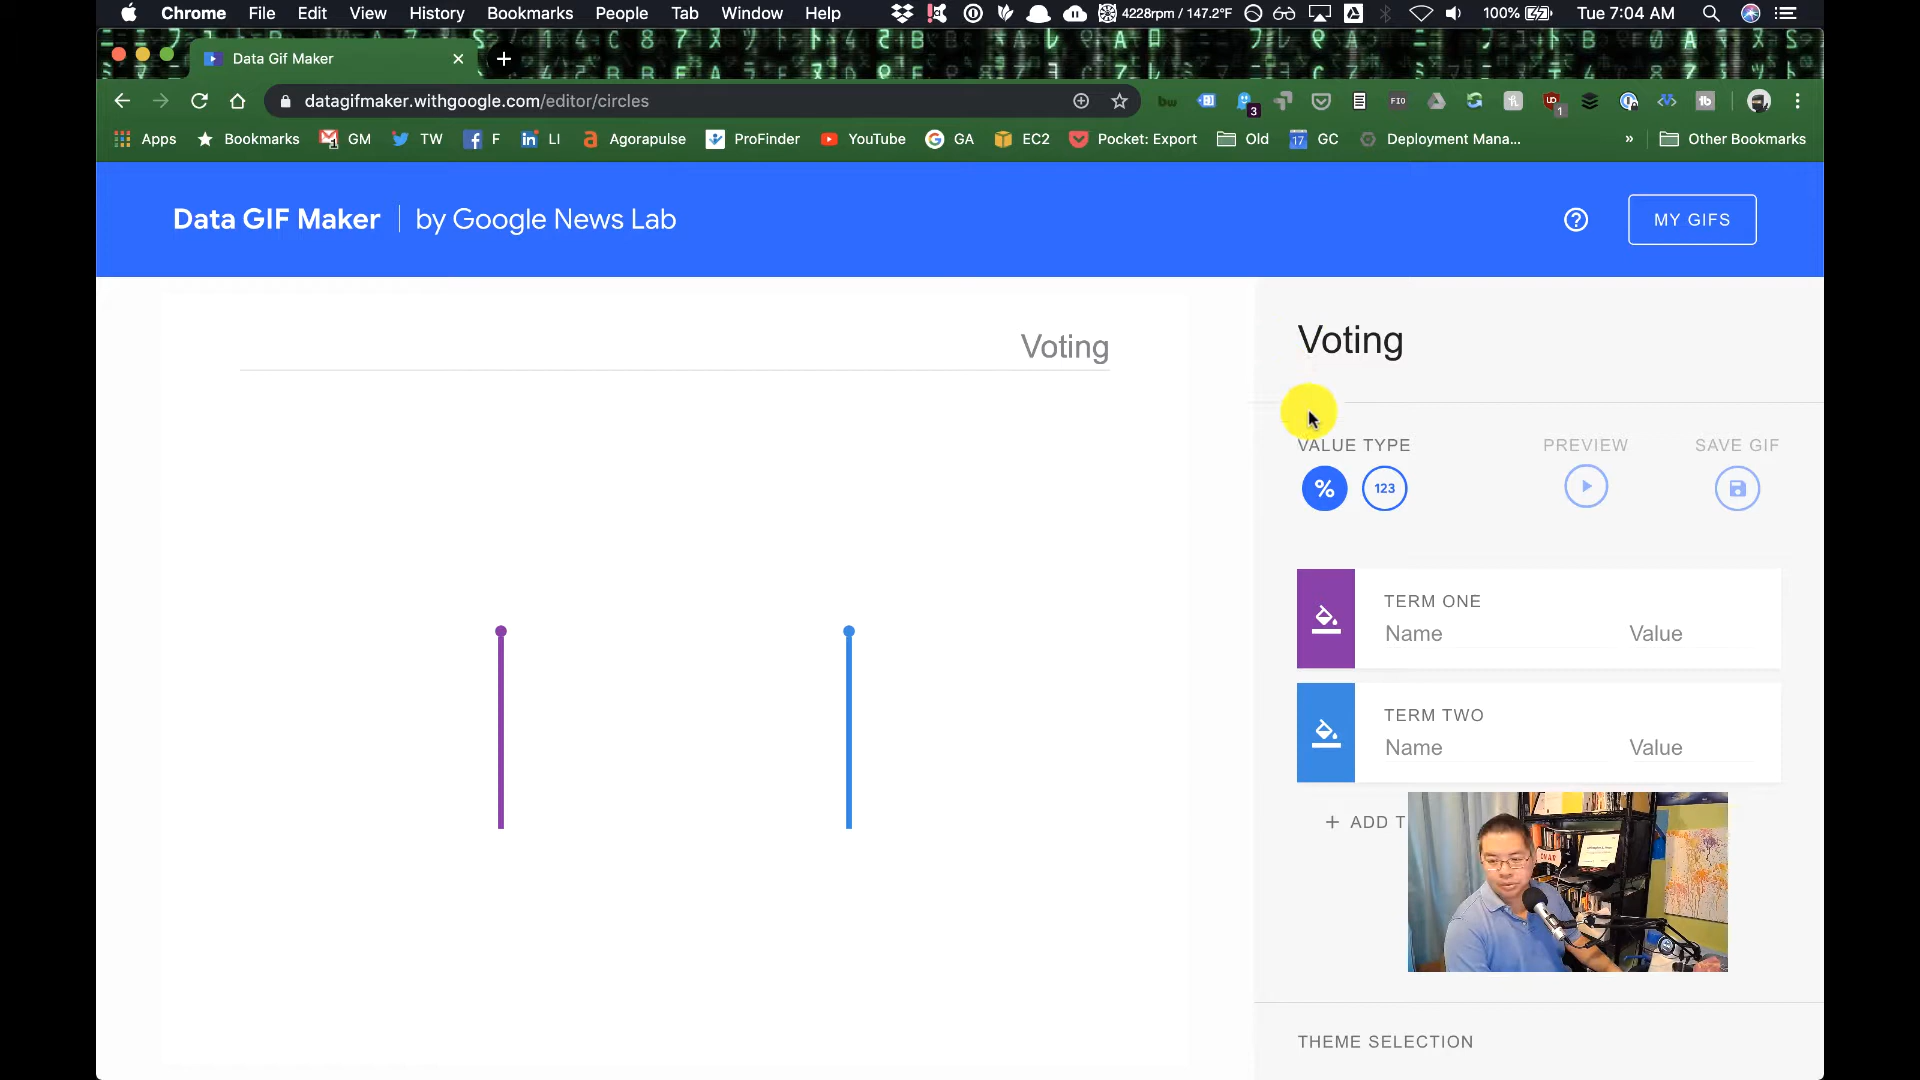 Chrome File Edit View History Bookmarks People Tab Window Help 4228rpm / 147.2°F 100% Tue 7:04 AM
Data Gif Maker
datagifmaker.withgoogle.com/editor/circles
Apps Bookmarks GM TW F LI Agorapulse ProFinder YouTube GA EC2 Pocket: Export Old GC Deployment Mana... » Other Bookmarks
Data GIF Maker | by Google News Lab
MY GIFS
Voting
Voting
VALUE TYPE PREVIEW SAVE GIF
% 123
TERM ONE
Name Value
TERM TWO
Name Value
+ ADD T
ON AIR
THEME SELECTION